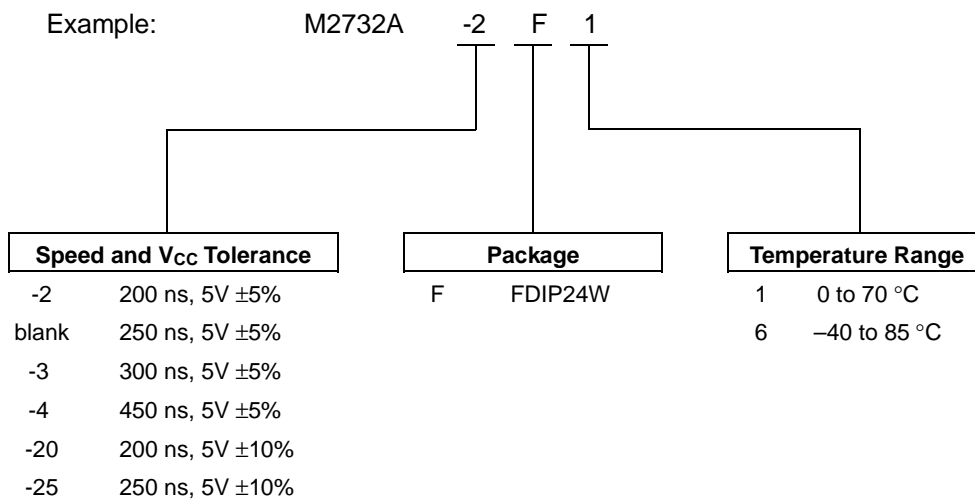 Example: M2732A -2 F 1
Speed and VCC Tolerance
-2 200 ns, 5V ±5%
blank 250 ns, 5V ±5%
-3 300 ns, 5V ±5%
-4 450 ns, 5V ±5%
-20 200 ns, 5V ±10%
-25 250 ns, 5V ±10%
Package
F FDIP24W
Temperature Range
1 0 to 70 °C
6 –40 to 85 °C